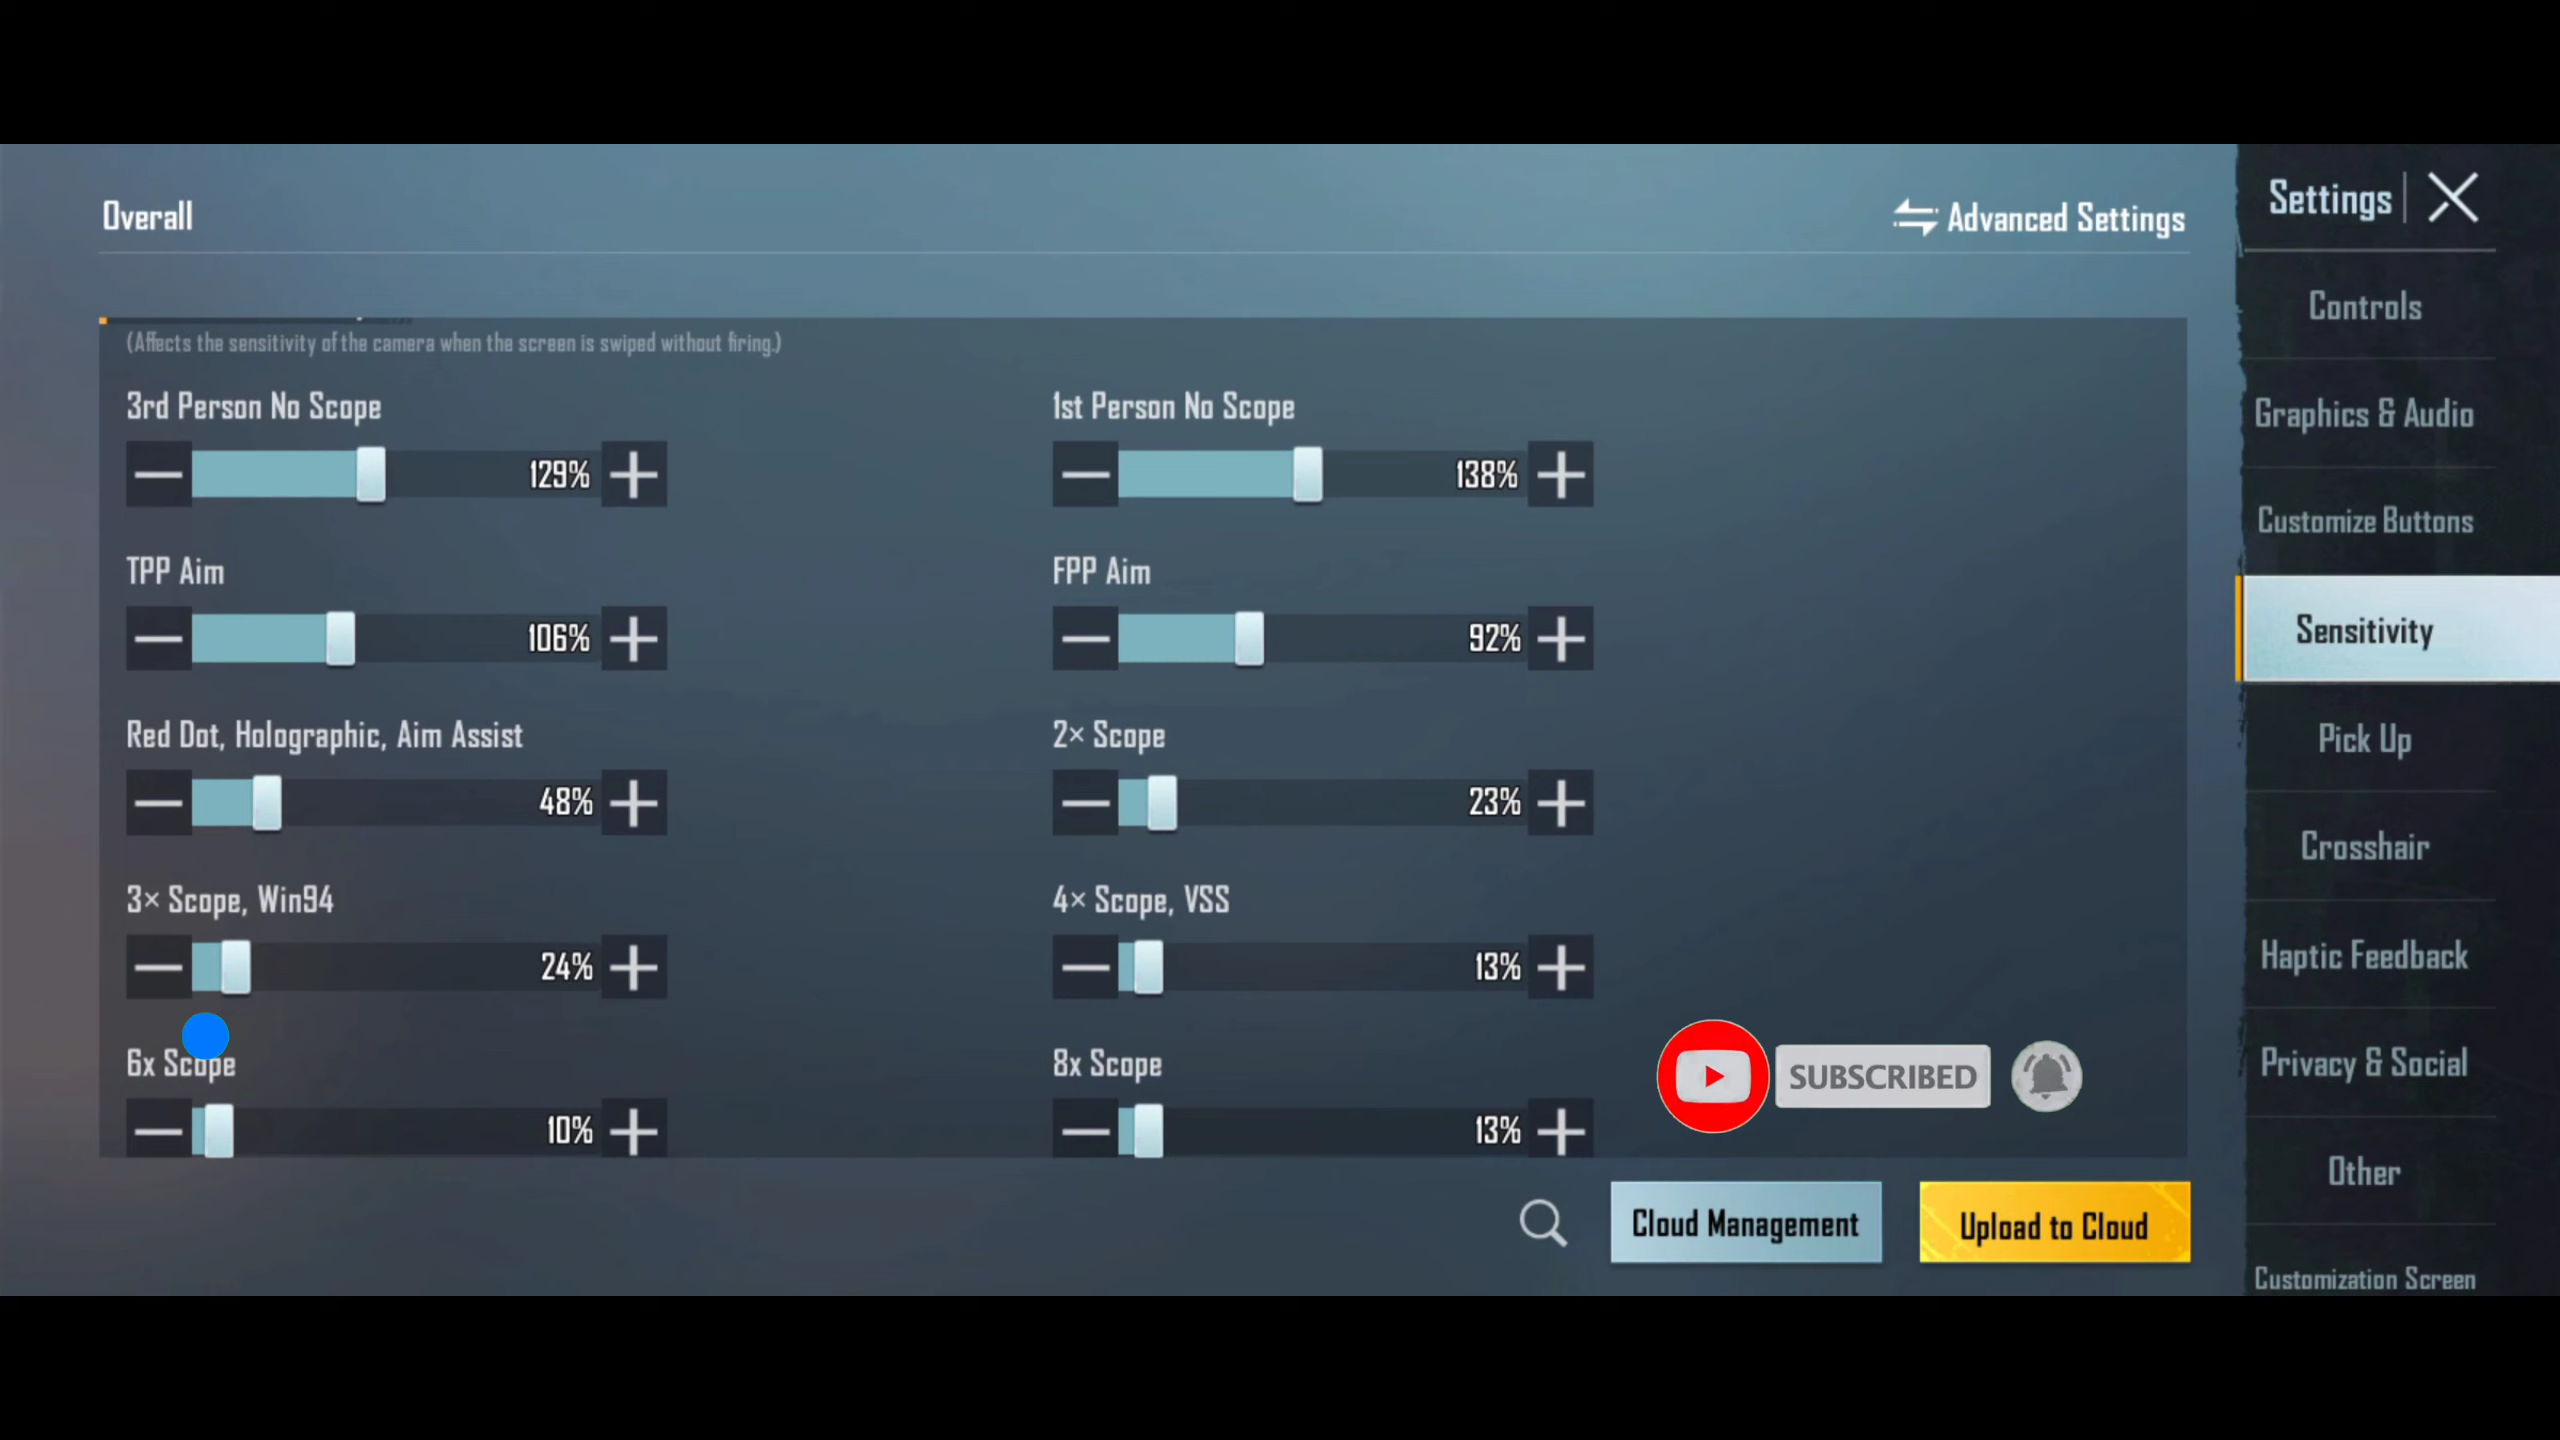 Overall
Advanced Settings
Settings
(Affects the sensitivity of the camera when the screen is swiped without firing.)
3rd Person No Scope
129%
1st Person No Scope
138%
TPP Aim
106%
FPP Aim
92%
Red Dot, Holographic, Aim Assist
48%
2× Scope
23%
3× Scope, Win94
24%
4× Scope, VSS
13%
6x Scope
10%
8x Scope
13%
SUBSCRIBED
Cloud Management
Upload to Cloud
Controls
Graphics & Audio
Customize Buttons
Sensitivity
Pick Up
Crosshair
Haptic Feedback
Privacy & Social
Other
Customization Screen